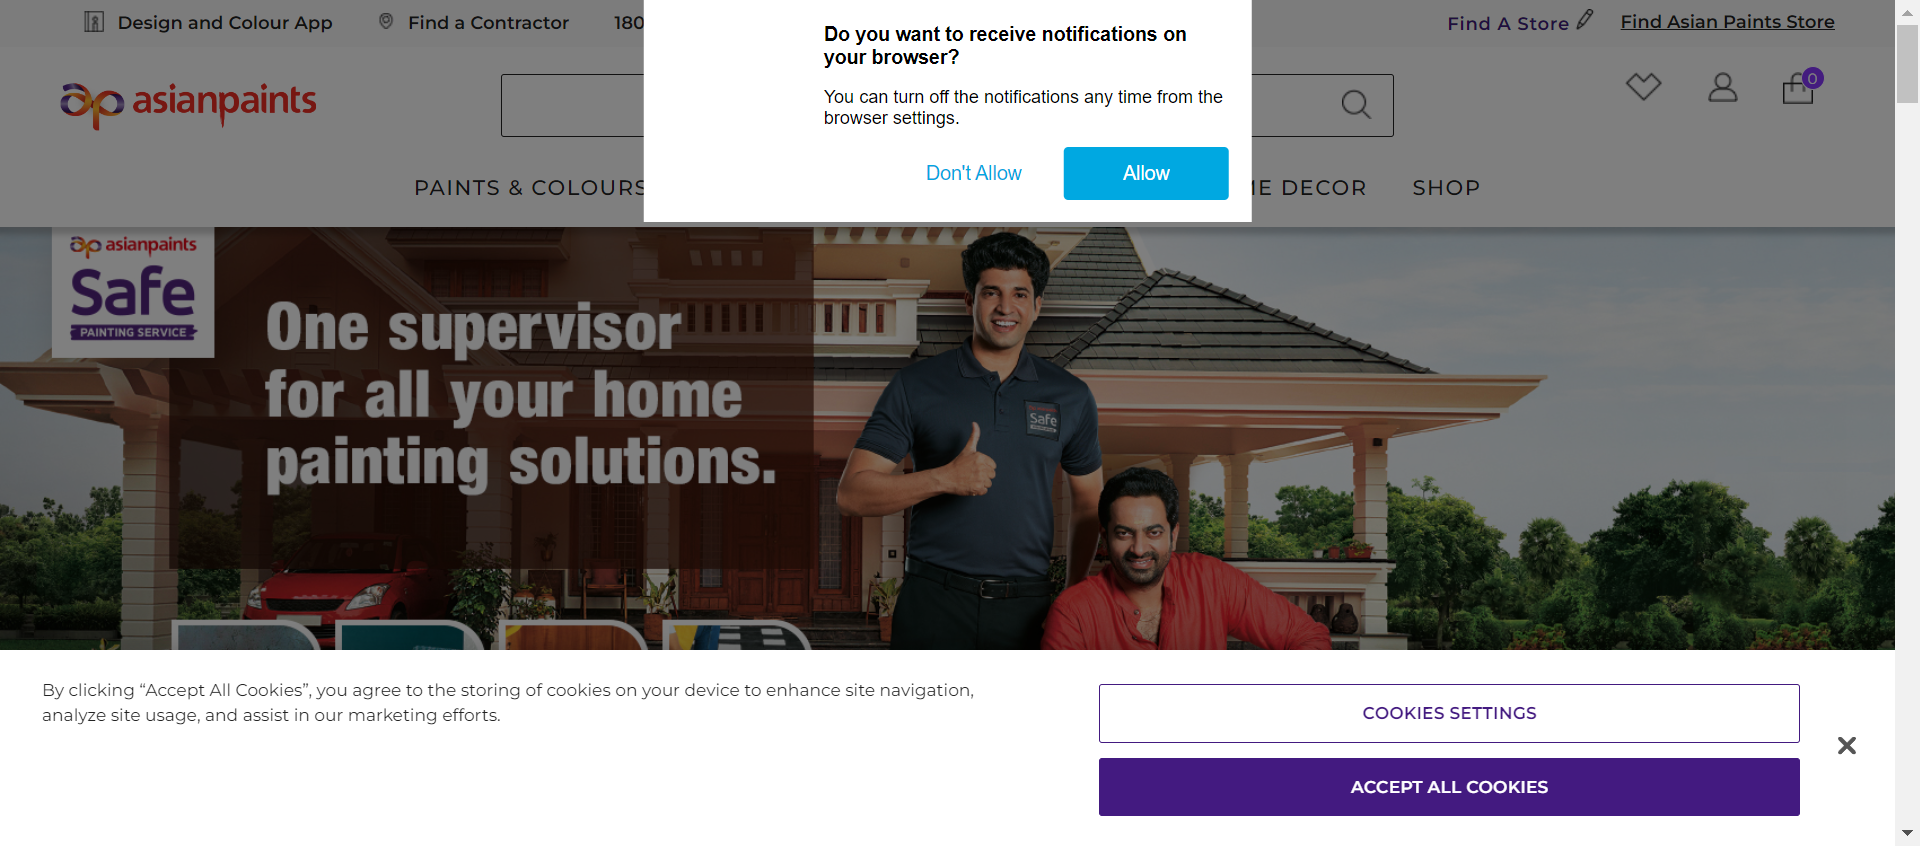 Design and Colour App
Find a Contractor
180
Find A Store
Find Asian Paints Store
asianpaints
0
PAINTS & COLOURS
ME DECOR
SHOP
Do you want to receive notifications on
your browser?
You can turn off the notifications any time from the
browser settings.
Don't Allow
Allow
asianpaints
Safe
PAINTING SERVICE
One supervisor
for all your home
painting solutions.
Safe
By clicking “Accept All Cookies”, you agree to the storing of cookies on your device to enhance site navigation,
analyze site usage, and assist in our marketing efforts.
COOKIES SETTINGS
ACCEPT ALL COOKIES